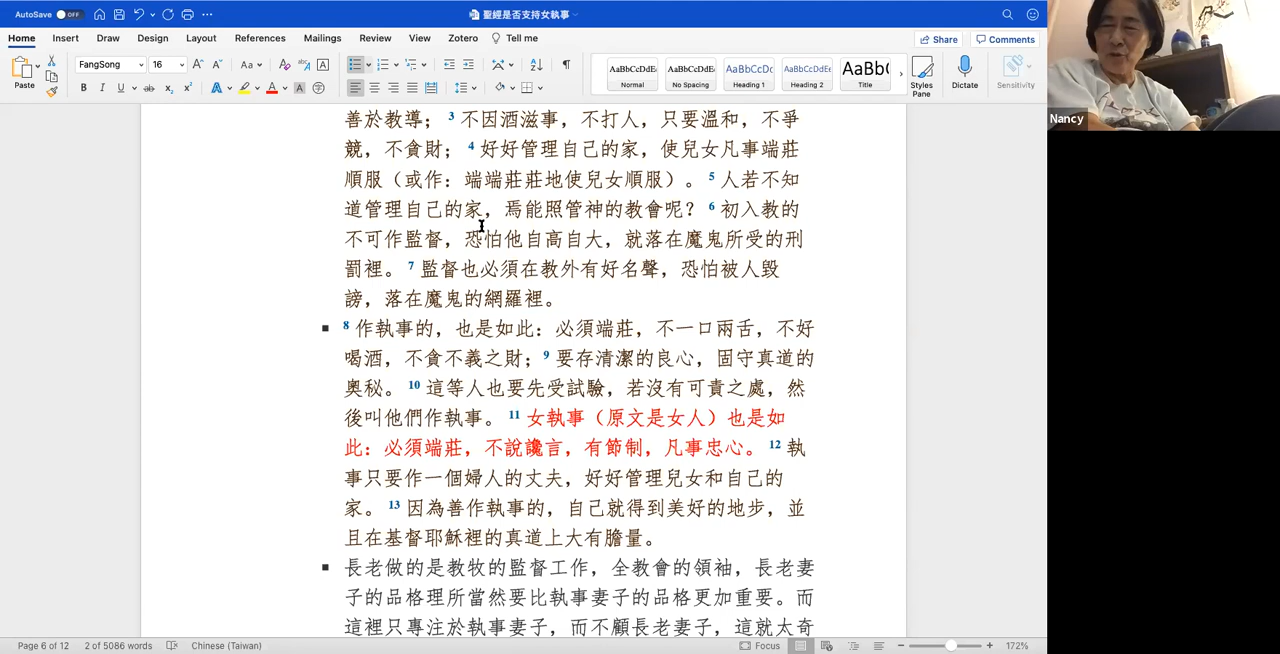 AutoSave OFF
聖經是否支持女執事
Home Insert Draw Design Layout References Mailings Review View Zotero Tell me
Share Comments
Paste
FangSong 16
AaBbCcDdE AaBbCcDdE AaBbCcDc AaBbCcDdE AaBb(
Normal No Spacing Heading 1 Heading 2 Title
Styles Pane
Dictate
Sensitivity
Nancy
善於教導；3 不因酒滋事，不打人，只要溫和，不爭
競，不貪財；4 好好管理自己的家，使兒女凡事端莊
順服（或作：端端莊莊地使兒女順服）。5 人若不知
道管理自己的家，焉能照管神的教會呢？6 初入教的
不可作監督，恐怕他自高自大，就落在魔鬼所受的刑
罰裡。7 監督也必須在教外有好名聲，恐怕被人毀
謗，落在魔鬼的網羅裡。
8 作執事的，也是如此：必須端莊，不一口兩舌，不好
喝酒，不貪不義之財；9 要存清潔的良心，固守真道的
奧秘。10 這等人也要先受試驗，若沒有可責之處，然
後叫他們作執事。11 女執事（原文是女人）也是如
此：必須端莊，不說讒言，有節制，凡事忠心。12 執
事只要作一個婦人的丈夫，好好管理兒女和自己的
家。13 因為善作執事的，自己就得到美好的地步，並
且在基督耶穌裡的真道上大有膽量。
長老做的是教牧的監督工作，全教會的領袖，長老妻
子的品格理所當然要比執事妻子的品格更加重要。而
這裡只專注於執事妻子，而不顧長老妻子，這就太奇
Page 6 of 12 2 of 5086 words Chinese (Taiwan) Focus 172%